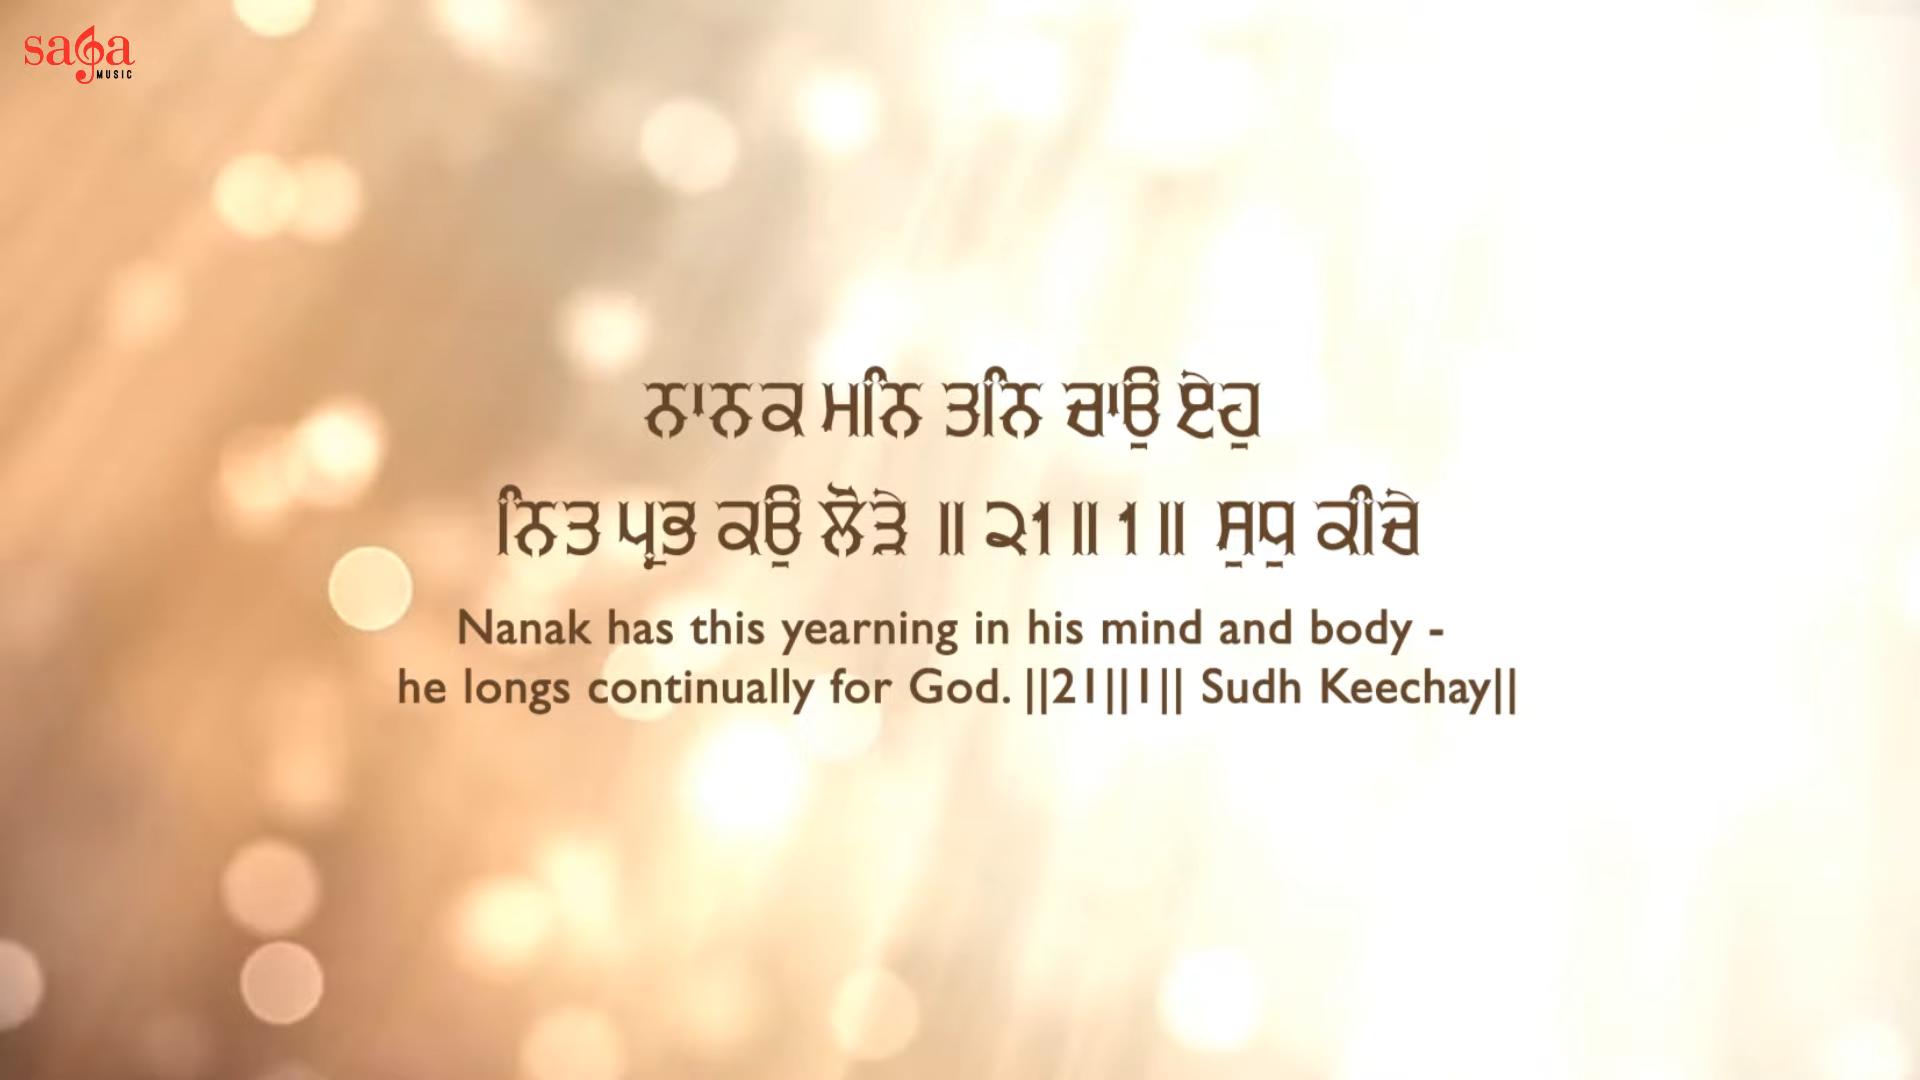 saga
MUSIC
ਨਾਨਕ ਮਨਿ ਤਨਿ ਚਾਉ ਏਹੁ
ਨਿਤ ਪ੍ਰਭ ਕਉ ਲੋੜੇ ॥੨੧॥੧॥ ਸੁਧੁ ਕੀਚੇ
Nanak has this yearning in his mind and body -
he longs continually for God. ||21||1|| Sudh Keechay||